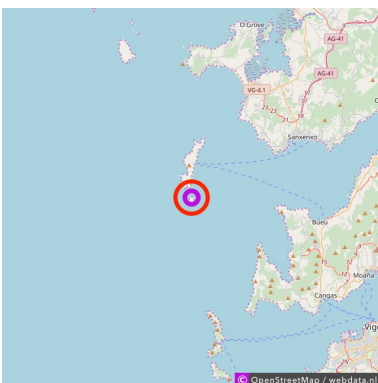 O Grove
AG-41
AG-41
VG-4.1
Sanxenxo
Bueu
Moaña
Cangas
Vigo
© OpenStreetMap / webdata.nl